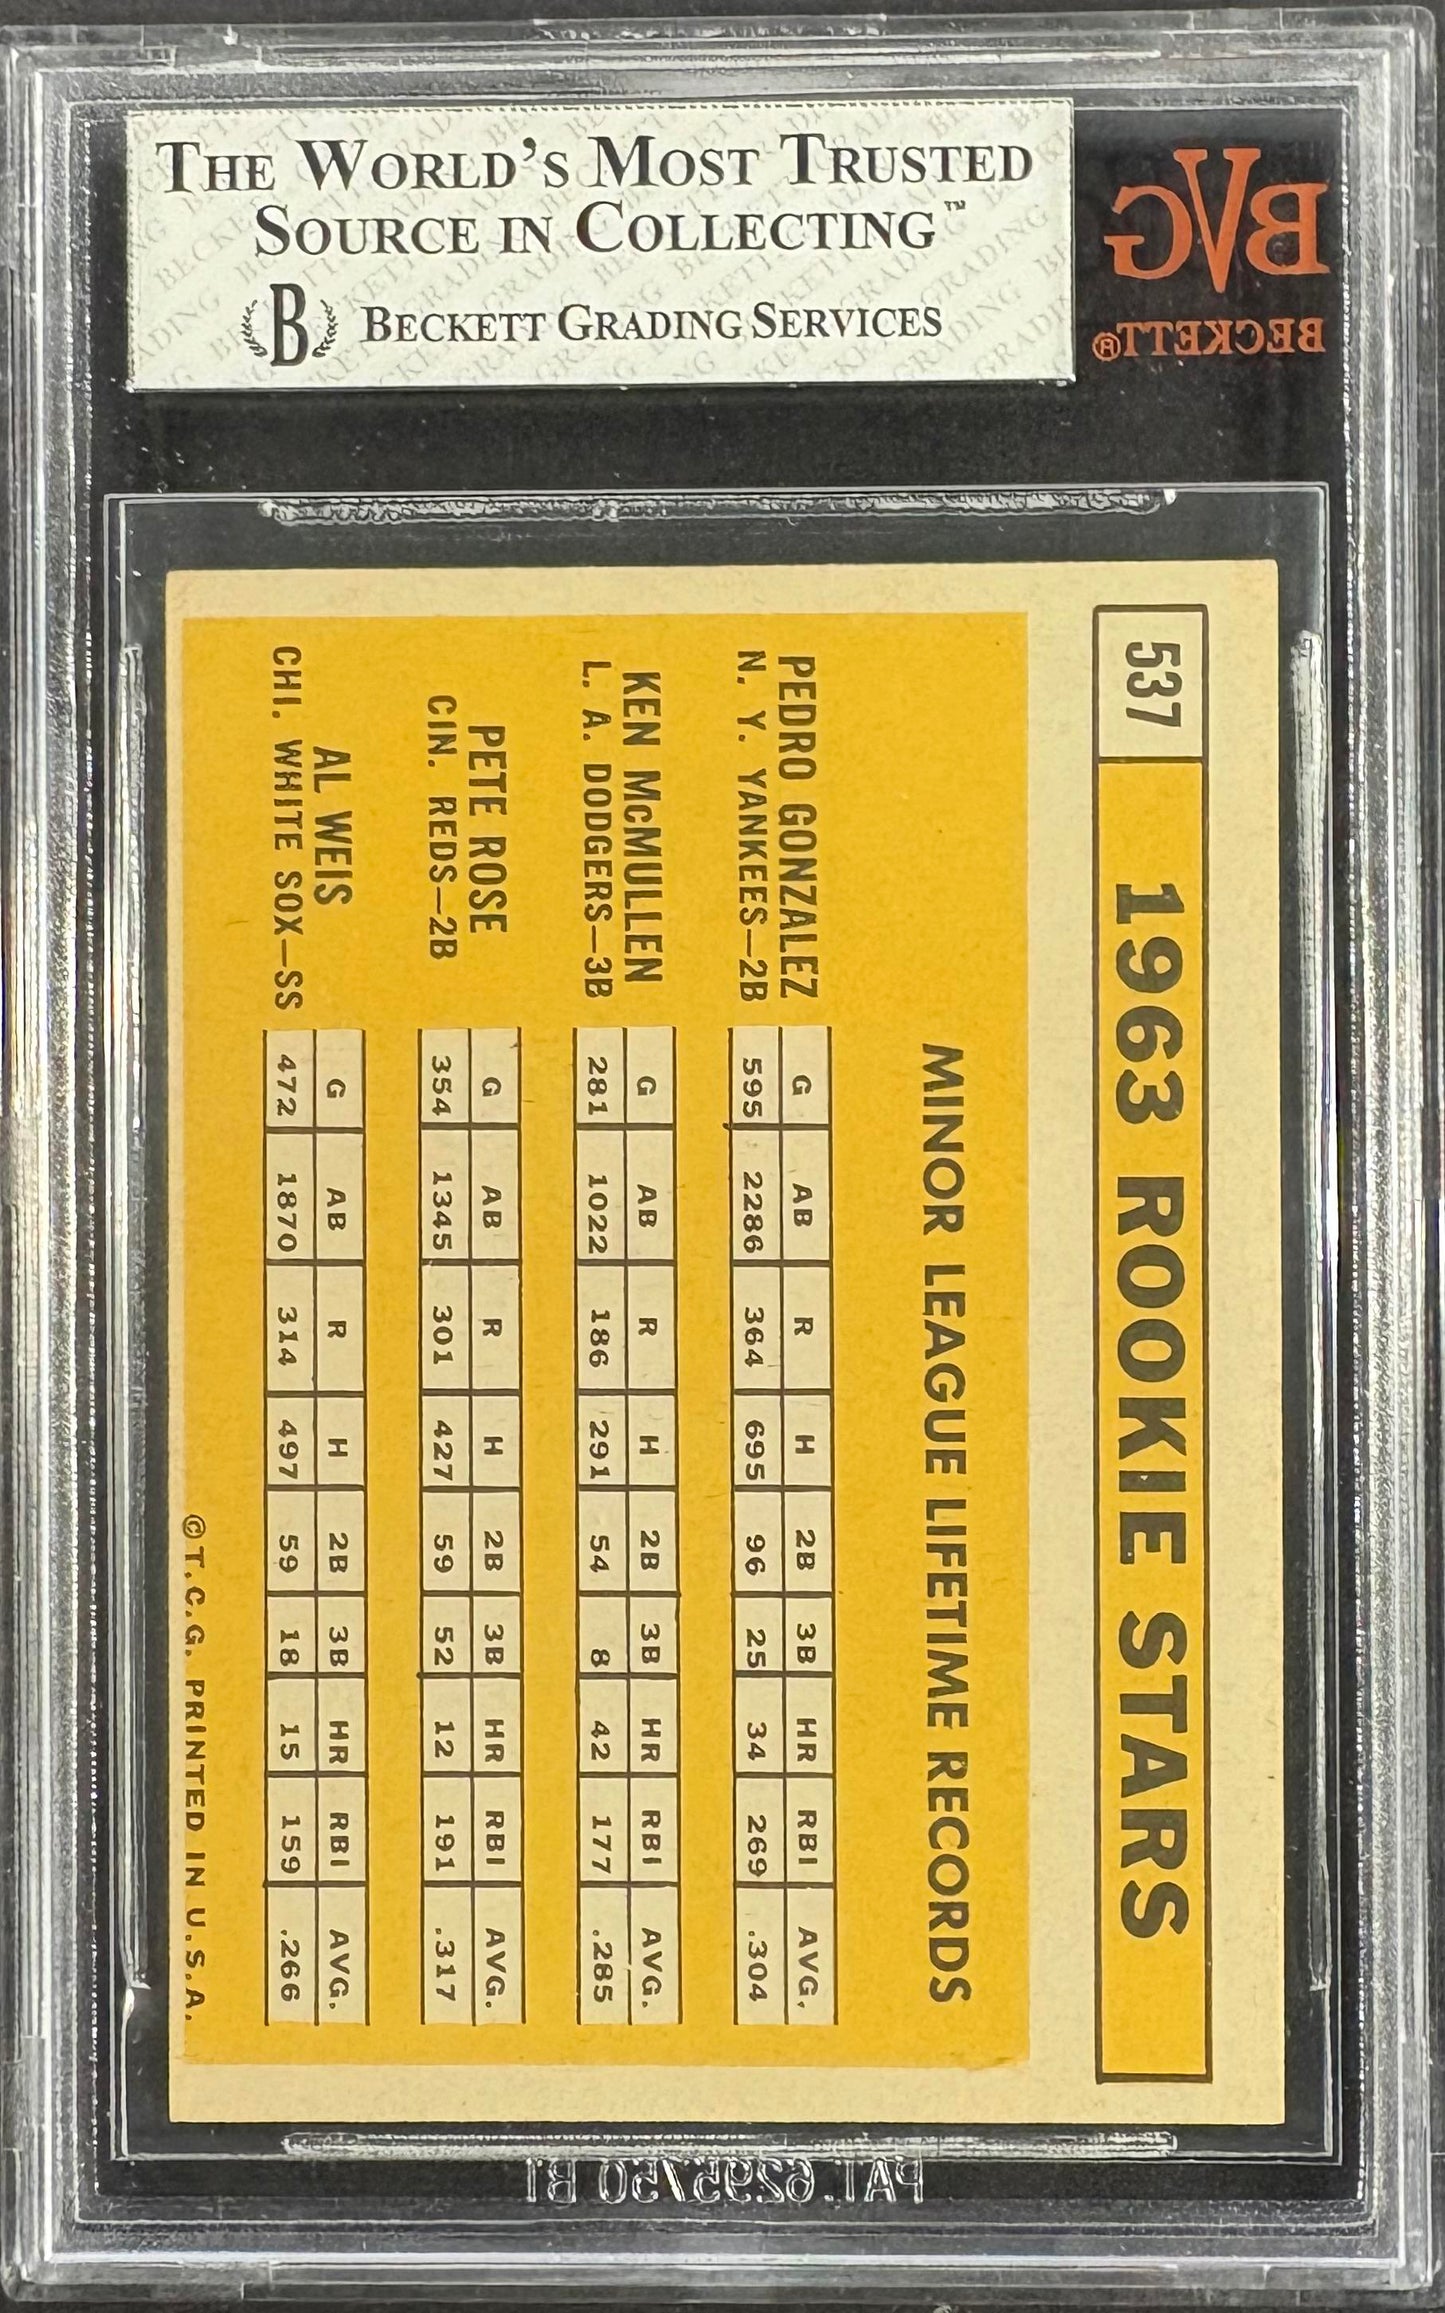 THE WORLD'S MOST TRUSTED
SOURCE IN COLLECTING™
B BECKETT GRADING SERVICES
BVG
BECKETT®
537 1963 ROOKIE STARS
MINOR LEAGUE LIFETIME RECORDS
PEDRO GONZALEZ
N. Y. YANKEES—2B
G AB R H 2B 3B HR RBI AVG.
595 2286 364 695 96 25 34 269 .304
KEN McMULLEN
L. A. DODGERS—3B
G AB R H 2B 3B HR RBI AVG.
281 1022 186 291 54 8 42 177 .285
PETE ROSE
CIN. REDS—2B
G AB R H 2B 3B HR RBI AVG.
354 1345 301 427 59 52 12 191 .317
AL WEIS
CHI. WHITE SOX—SS
G AB R H 2B 3B HR RBI AVG.
472 1870 314 497 59 18 15 159 .266
©T.C.G. PRINTED IN U.S.A.